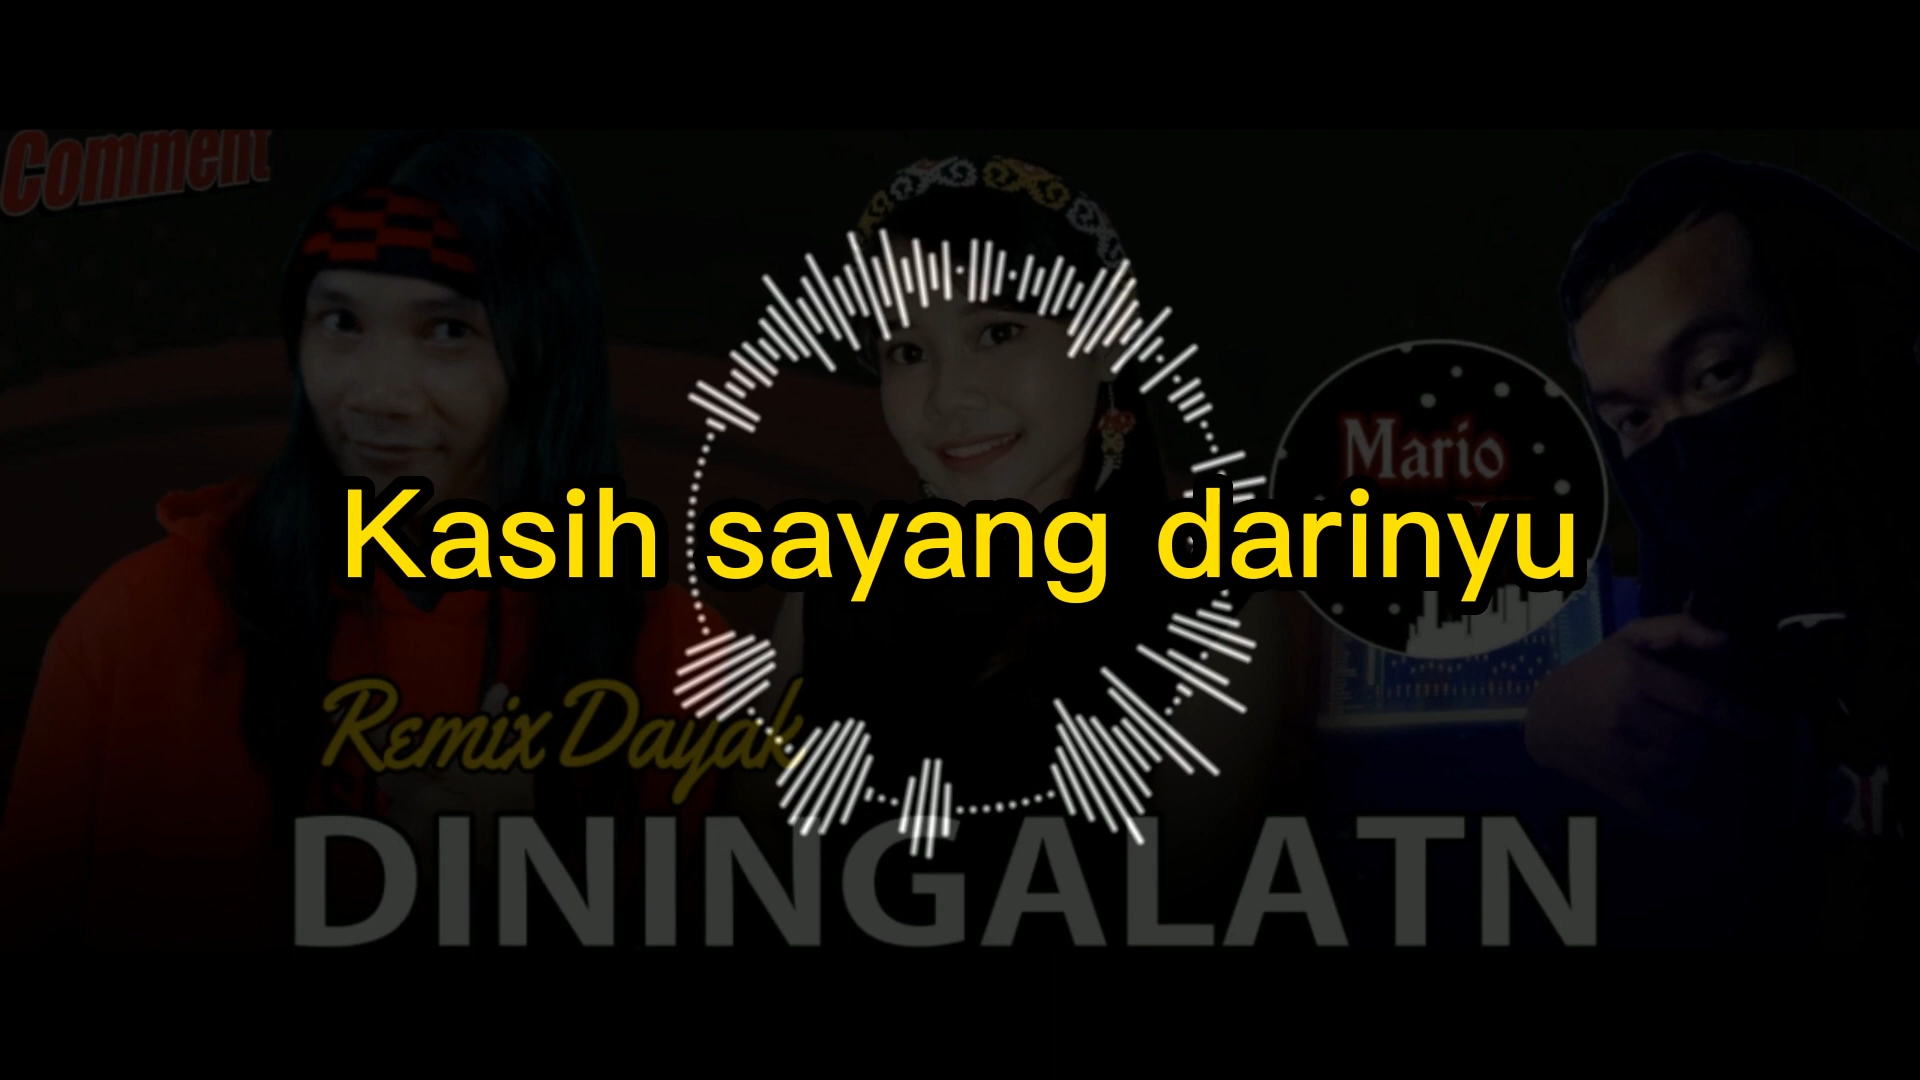 Comment
Mario
Kasih sayang darinyu
Remix Dayak
DININGALATN